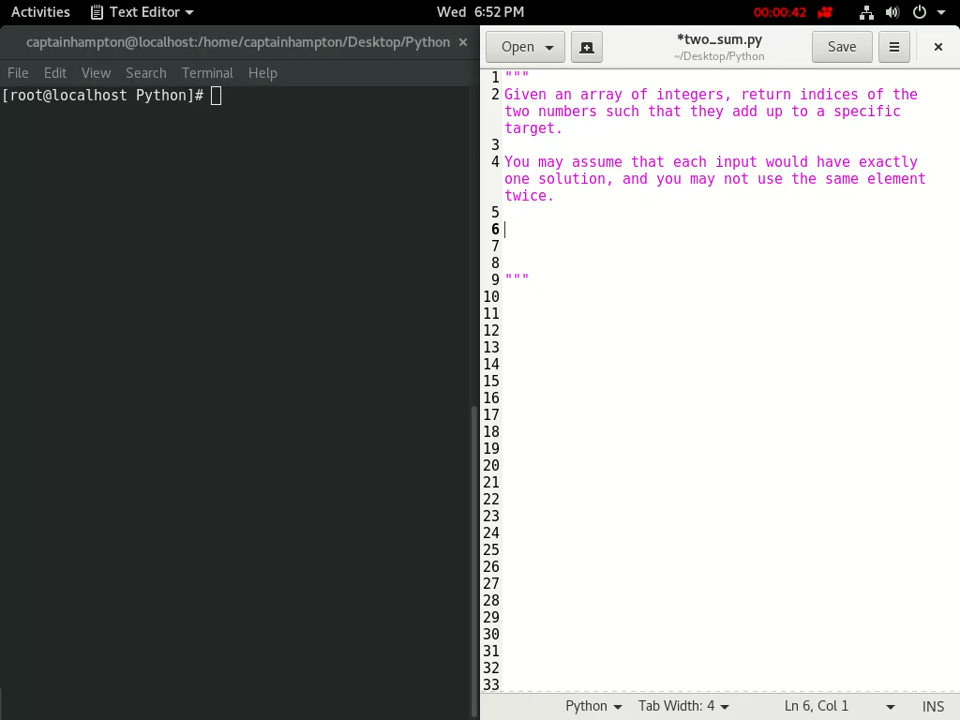 Activities Text Editor Wed 6:52 PM 00:00:42
captainhampton@localhost:/home/captainhampton/Desktop/Python ×
File Edit View Search Terminal Help
[root@localhost Python]#
Open *two_sum.py Save
~/Desktop/Python
1 """
2 Given an array of integers, return indices of the
two numbers such that they add up to a specific
target.
3
4 You may assume that each input would have exactly
one solution, and you may not use the same element
twice.
5
6
7
8
9 """
10
11
12
13
14
15
16
17
18
19
20
21
22
23
24
25
26
27
28
29
30
31
32
33
Python Tab Width: 4 Ln 6, Col 1 INS